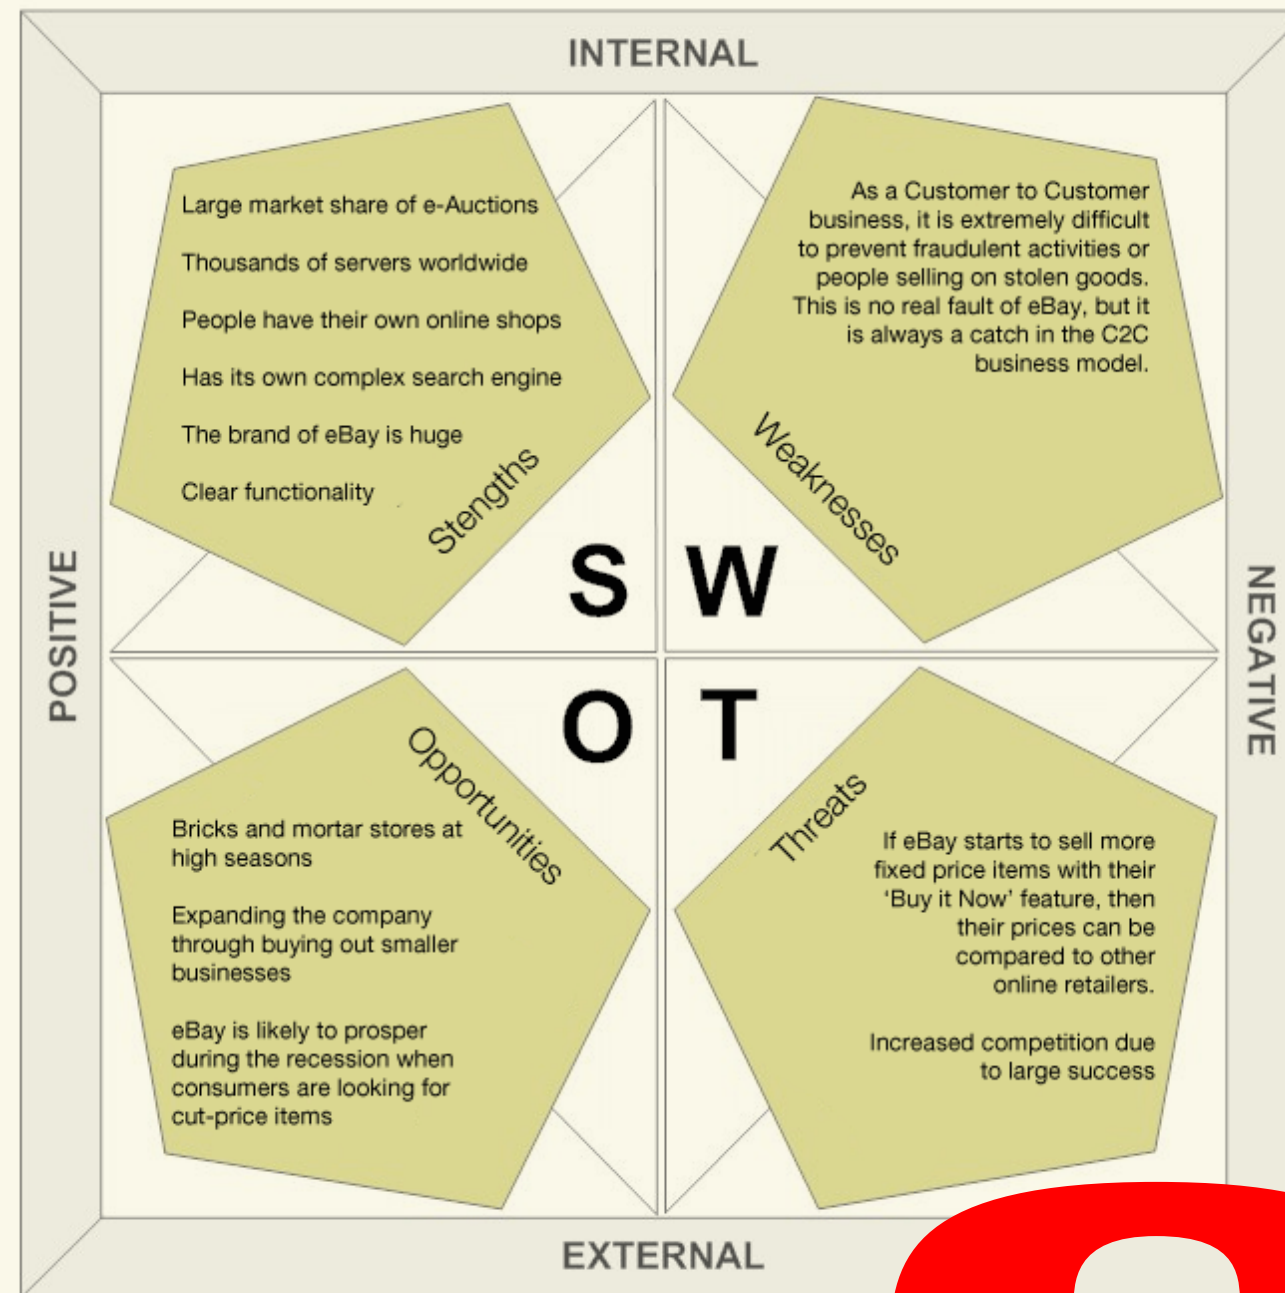 INTERNAL
POSITIVE
NEGATIVE
Large market share of e-Auctions
Thousands of servers worldwide
People have their own online shops
Has its own complex search engine
The brand of eBay is huge
Clear functionality
Stengths
S
As a Customer to Customer
business, it is extremely difficult
to prevent fraudulent activities or
people selling on stolen goods.
This is no real fault of eBay, but it
is always a catch in the C2C
business model.
Weaknesses
W
O
Opportunities
Bricks and mortar stores at
high seasons
Expanding the company
through buying out smaller
businesses
eBay is likely to prosper
during the recession when
consumers are looking for
cut-price items
T
Threats
If eBay starts to sell more
fixed price items with their
‘Buy it Now’ feature, then
their prices can be
compared to other
online retailers.
Increased competition due
to large success
EXTERNAL